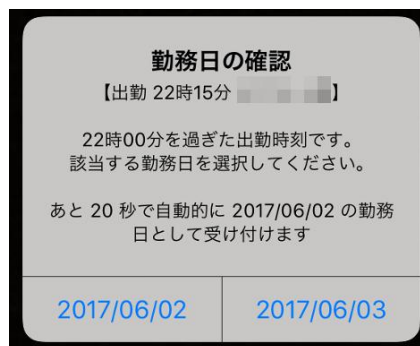 勤務日の確認
【出勤 22時15分 】
22時00分を過ぎた出勤時刻です。
該当する勤務日を選択してください。
あと 20 秒で自動的に 2017/06/02 の勤務
日として受け付けます
2017/06/02 2017/06/03